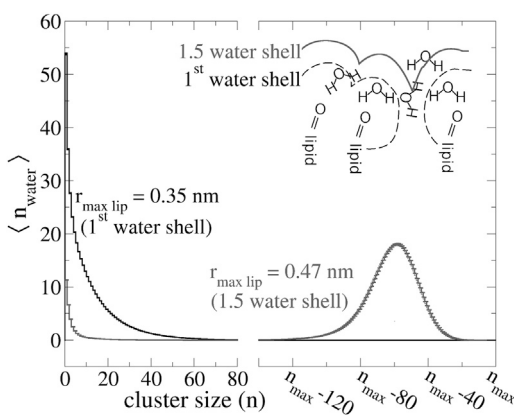 ⟨ n_water ⟩
60
50
40
30
20
10
0
1.5 water shell
1st water shell
H O H
H O H
H O H
H O H
H O H
O
O
O
lipid
lipid
lipid
r_max lip = 0.35 nm
(1st water shell)
r_max lip = 0.47 nm
(1.5 water shell)
0 20 40 60 80
n_max-120
n_max-80
n_max-40
n_max
cluster size (n)